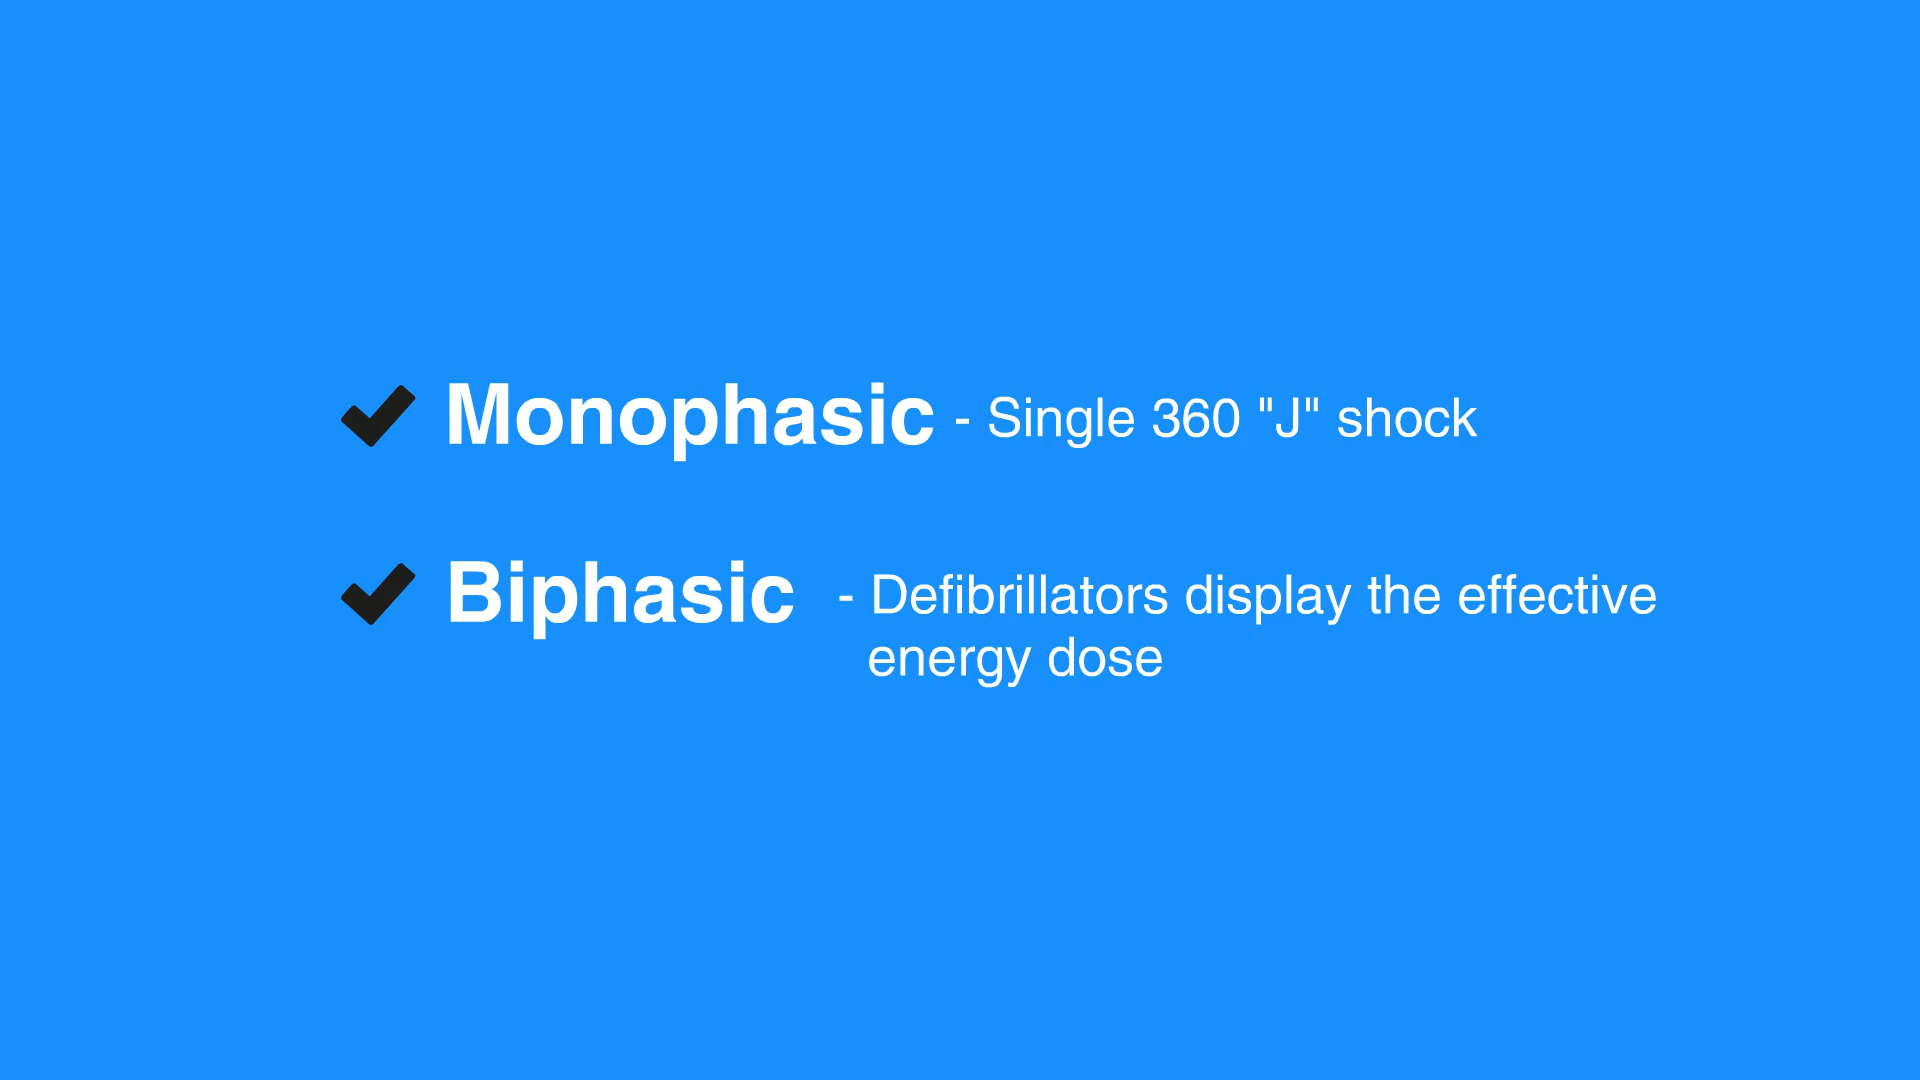 Monophasic - Single 360 "J" shock
Biphasic - Defibrillators display the effective
energy dose